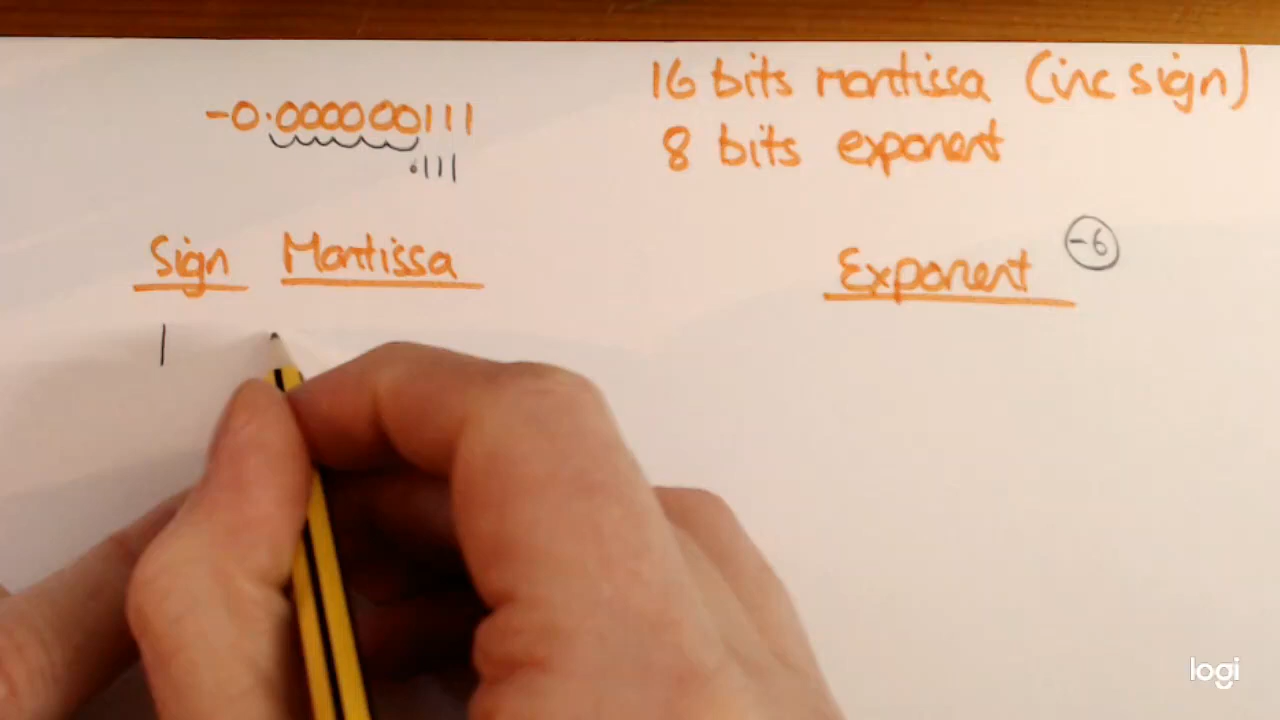 -0.000000111
.111
16 bits mantissa (inc sign)
8 bits exponent
Sign Mantissa
Exponent -6
1
logi